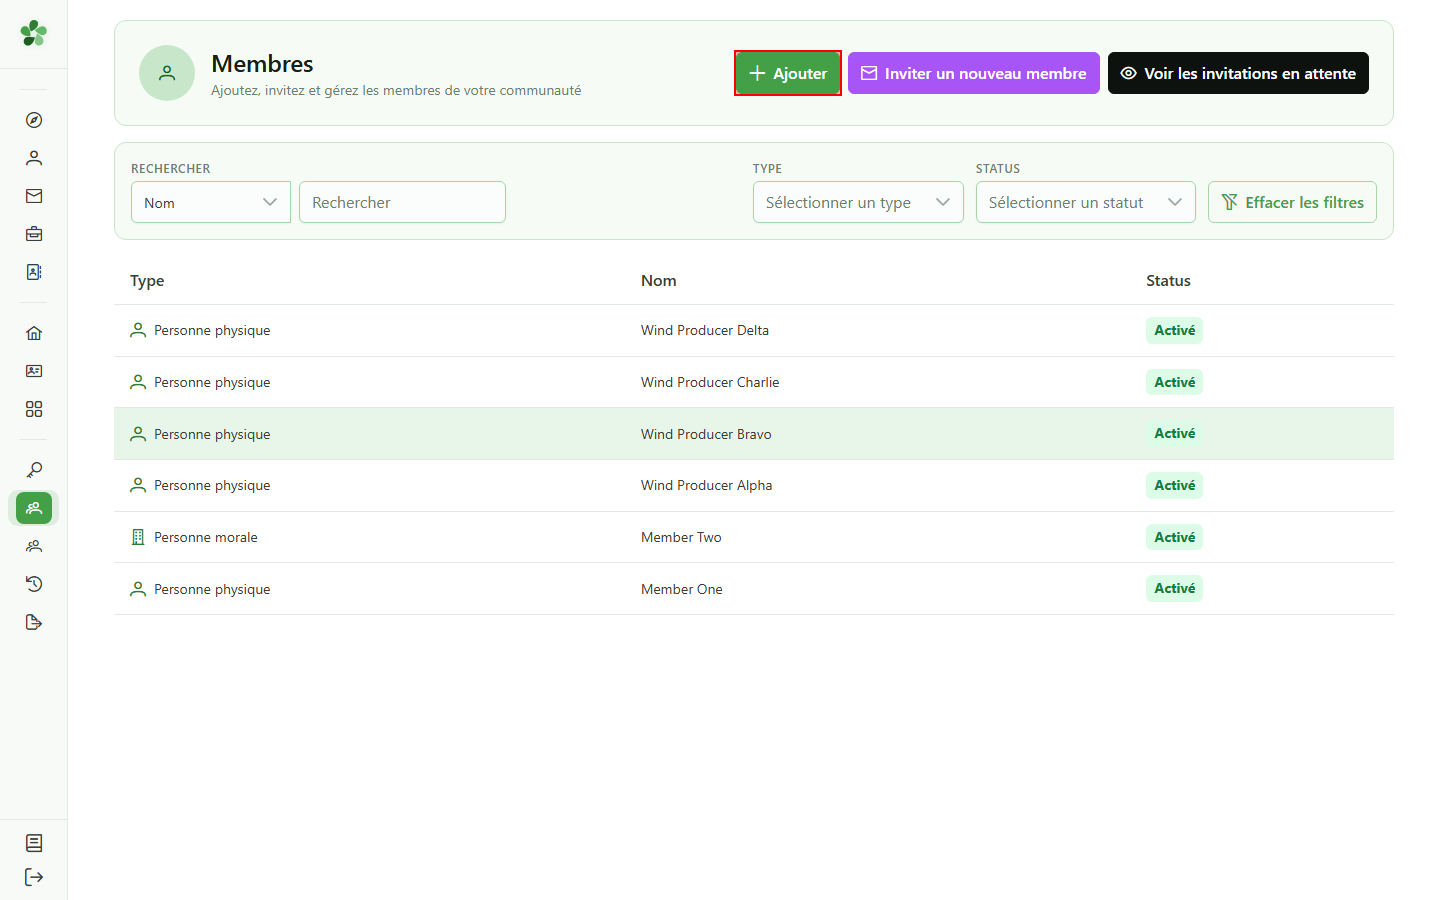 Membres
Ajoutez, invitez et gérez les membres de votre communauté
Ajouter
Inviter un nouveau membre
Voir les invitations en attente
RECHERCHER
Nom
Rechercher
TYPE
Sélectionner un type
STATUS
Sélectionner un statut
Effacer les filtres
Type Nom Status
Personne physique Wind Producer Delta Activé
Personne physique Wind Producer Charlie Activé
Personne physique Wind Producer Bravo Activé
Personne physique Wind Producer Alpha Activé
Personne morale Member Two Activé
Personne physique Member One Activé